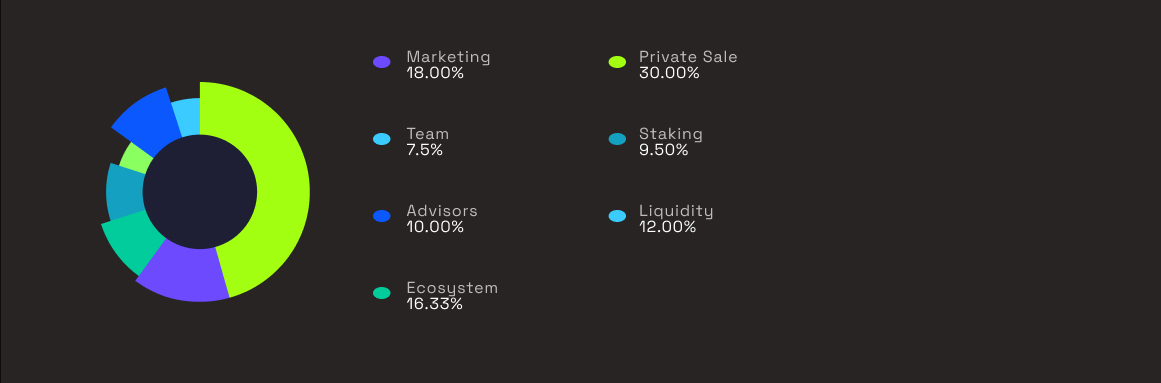 Marketing
18.00%
Private Sale
30.00%
Team
7.5%
Staking
9.50%
Advisors
10.00%
Liquidity
12.00%
Ecosystem
16.33%